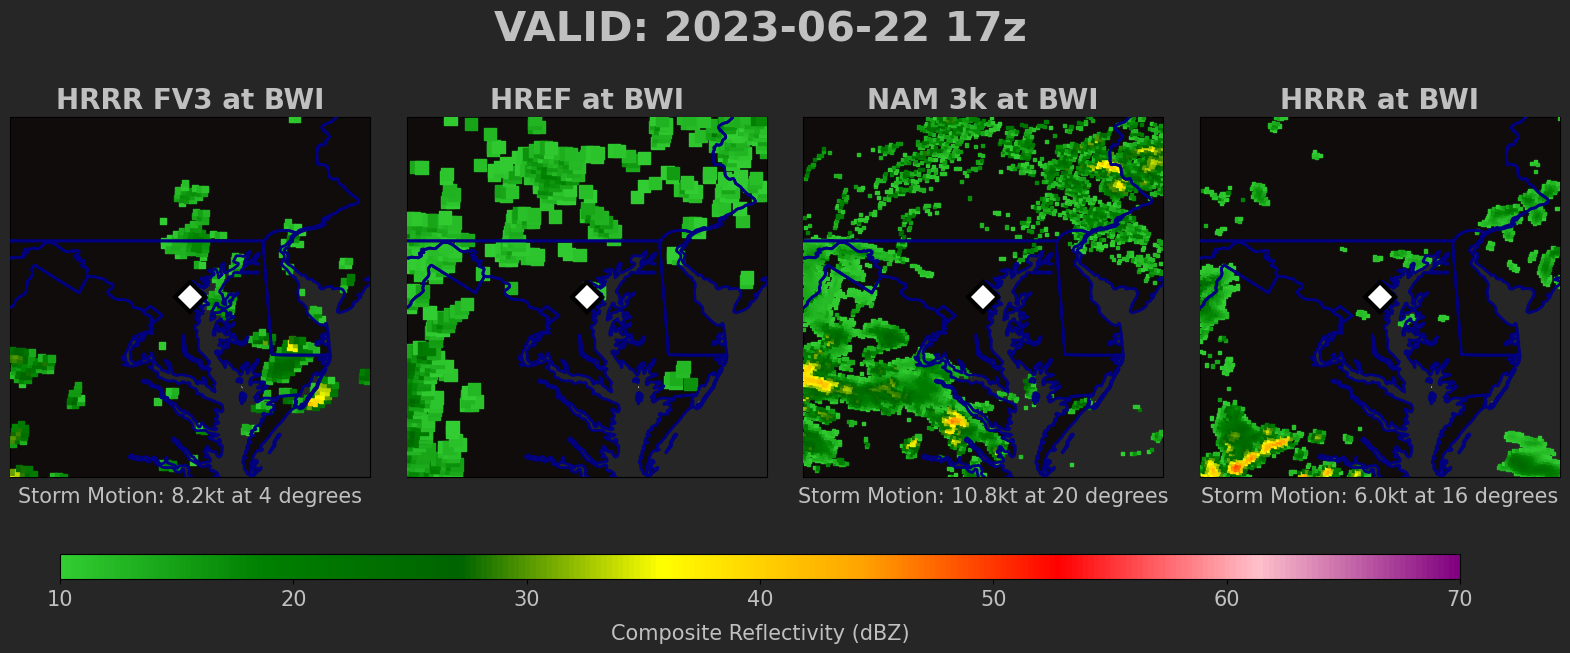 VALID: 2023-06-22 17z
HRRR FV3 at BWI
HREF at BWI
NAM 3k at BWI
HRRR at BWI
Storm Motion: 8.2kt at 4 degrees
Storm Motion: 10.8kt at 20 degrees
Storm Motion: 6.0kt at 16 degrees
10 20 30 40 50 60 70
Composite Reflectivity (dBZ)